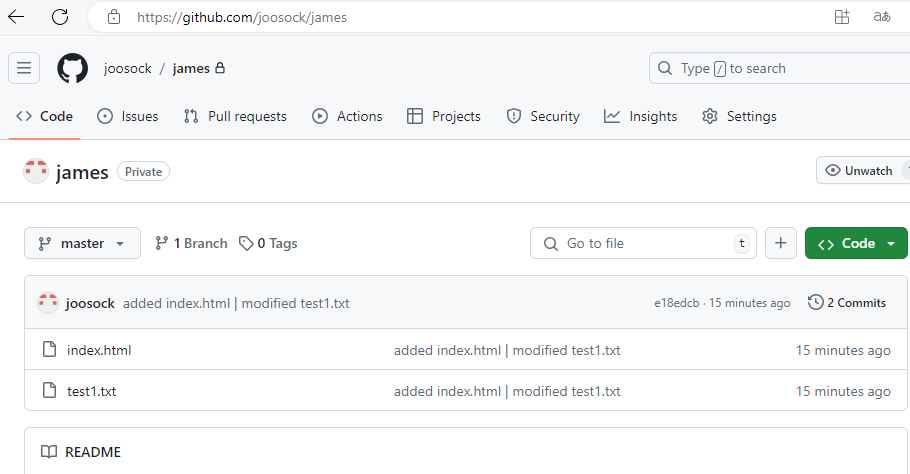 https://github.com/joosock/james
joosock / james
Type / to search
Code Issues Pull requests Actions Projects Security Insights Settings
james Private
Unwatch
master 1 Branch 0 Tags
Go to file t
Code
joosock added index.html | modified test1.txt e18edcb · 15 minutes ago 2 Commits
index.html added index.html | modified test1.txt 15 minutes ago
test1.txt added index.html | modified test1.txt 15 minutes ago
README